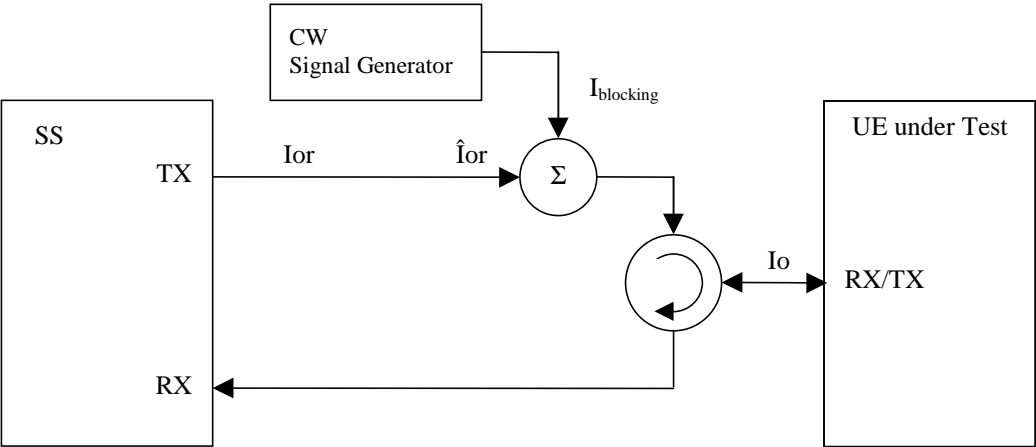 CW
Signal Generator
Iblocking
SS
UE under Test
TX
Ior
Îor
Σ
Io
RX/TX
RX